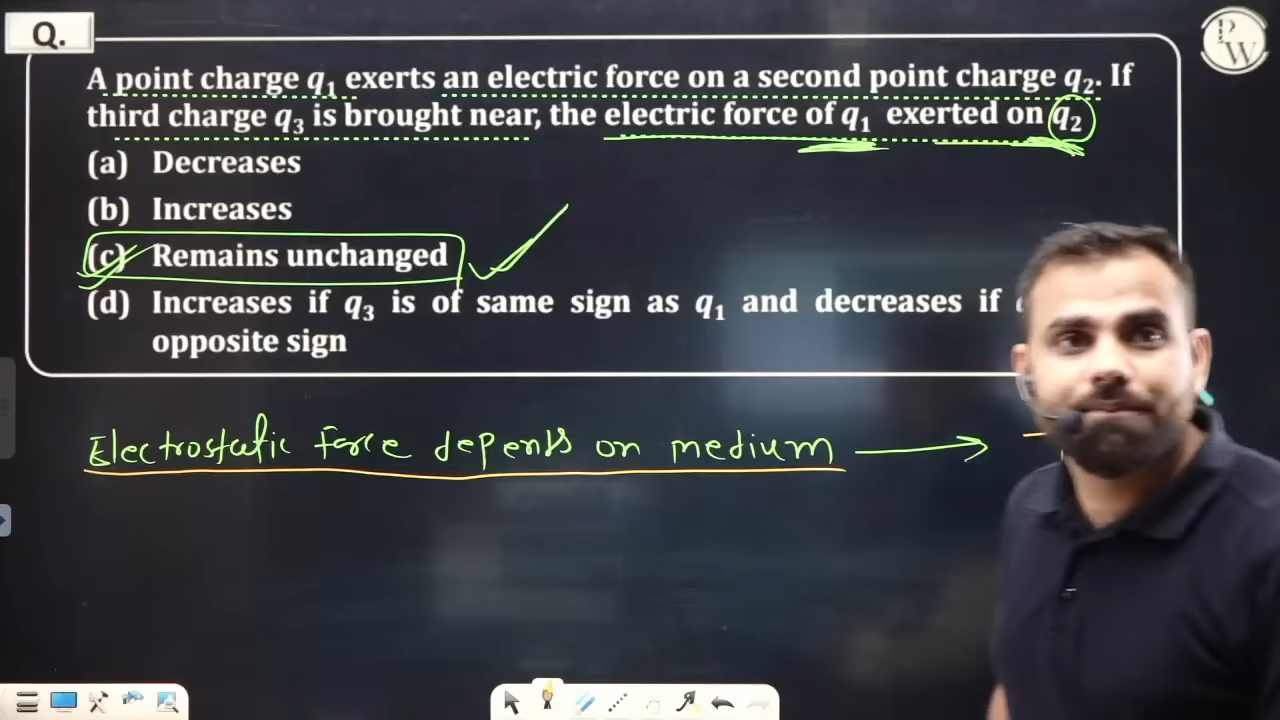 Q.
PW
A point charge q₁ exerts an electric force on a second point charge q₂. If
third charge q₃ is brought near, the electric force of q₁ exerted on q₂
(a) Decreases
(b) Increases
(c) Remains unchanged
(d) Increases if q₃ is of same sign as q₁ and decreases if
opposite sign
Electrostatic force depends on medium